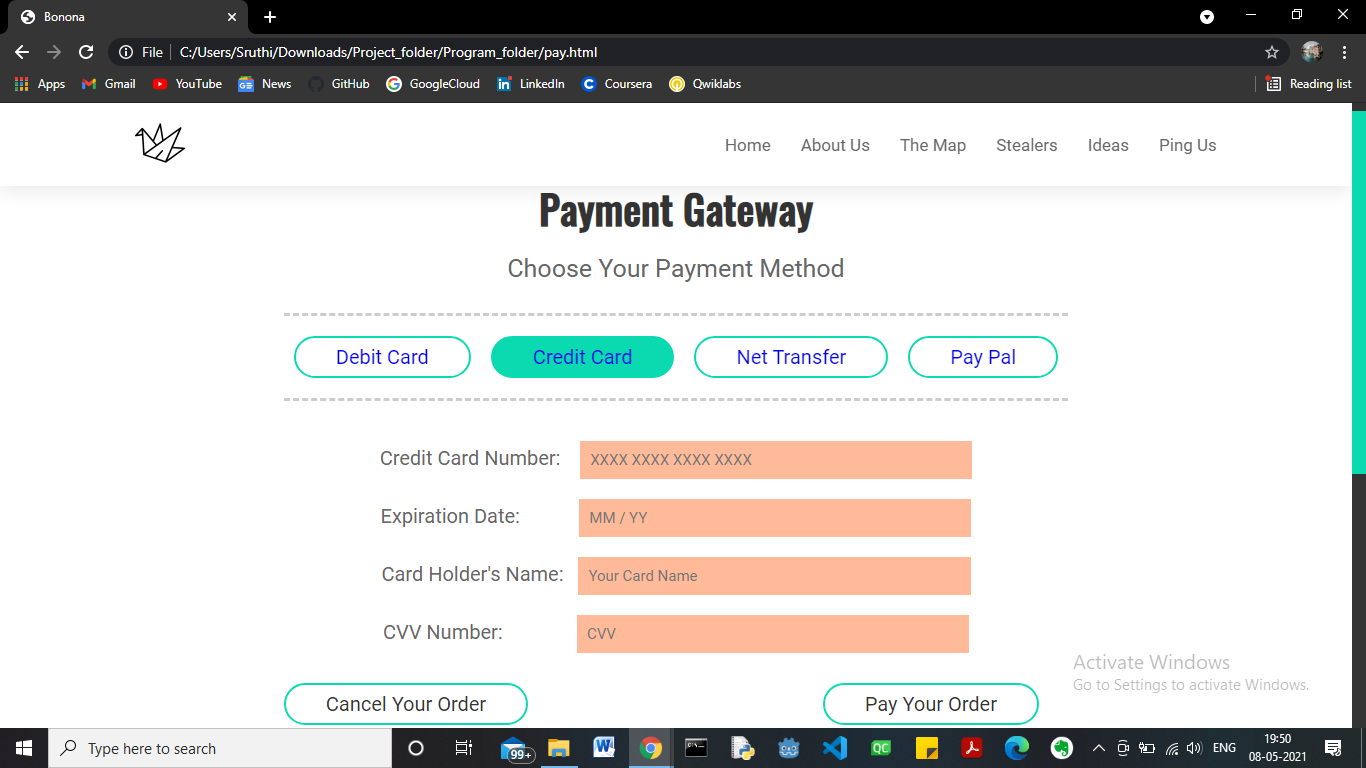 Bonona
File C:/Users/Sruthi/Downloads/Project_folder/Program_folder/pay.html
Apps Gmail YouTube News GitHub GoogleCloud LinkedIn Coursera Qwiklabs Reading list
Home About Us The Map Stealers Ideas Ping Us
Payment Gateway
Choose Your Payment Method
Debit Card Credit Card Net Transfer Pay Pal
Credit Card Number: XXXX XXXX XXXX XXXX
Expiration Date: MM / YY
Card Holder's Name: Your Card Name
CVV Number: CVV
Activate Windows
Go to Settings to activate Windows.
Cancel Your Order Pay Your Order
Type here to search 99+ QC ENG 19:50
08-05-2021